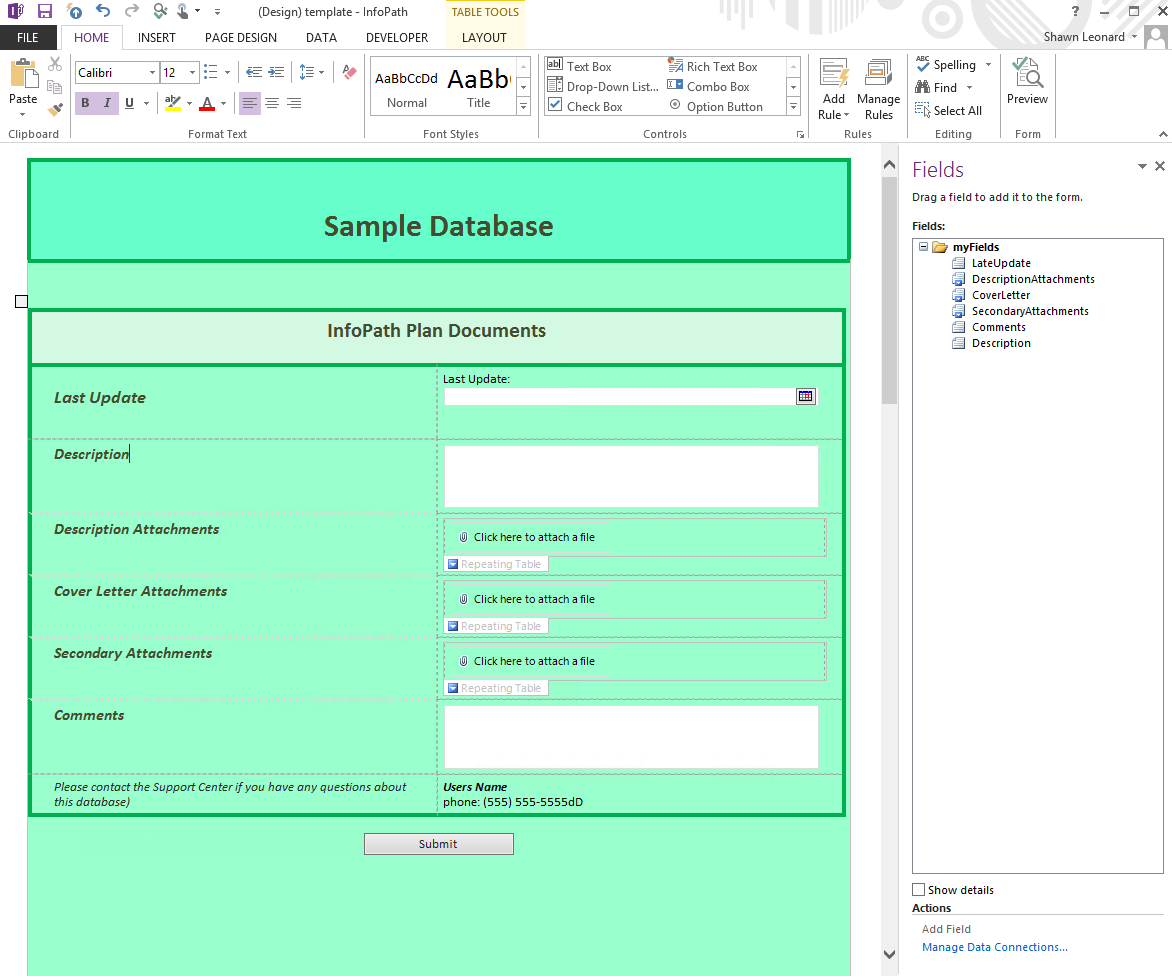 (Design) template - InfoPath
TABLE TOOLS
?
FILE
HOME
INSERT
PAGE DESIGN
DATA
DEVELOPER
LAYOUT
Shawn Leonard
Paste
Clipboard
Calibri
12
B I U
ab
A
Format Text
AaBbCcDd
Normal
AaBb
Title
Font Styles
ab
Text Box
Rich Text Box
Drop-Down List...
Combo Box
Check Box
Option Button
Controls
Add
Rule
Manage
Rules
Rules
ABC
Spelling
Find
Select All
Editing
Preview
Form
Sample Database
InfoPath Plan Documents
Last Update
Last Update:
Description
Description Attachments
Click here to attach a file
Repeating Table
Cover Letter Attachments
Click here to attach a file
Repeating Table
Secondary Attachments
Click here to attach a file
Repeating Table
Comments
Please contact the Support Center if you have any questions about
this database)
Users Name
phone: (555) 555-5555dD
Submit
Fields
Drag a field to add it to the form.
Fields:
myFields
LateUpdate
DescriptionAttachments
CoverLetter
SecondaryAttachments
Comments
Description
Show details
Actions
Add Field
Manage Data Connections...